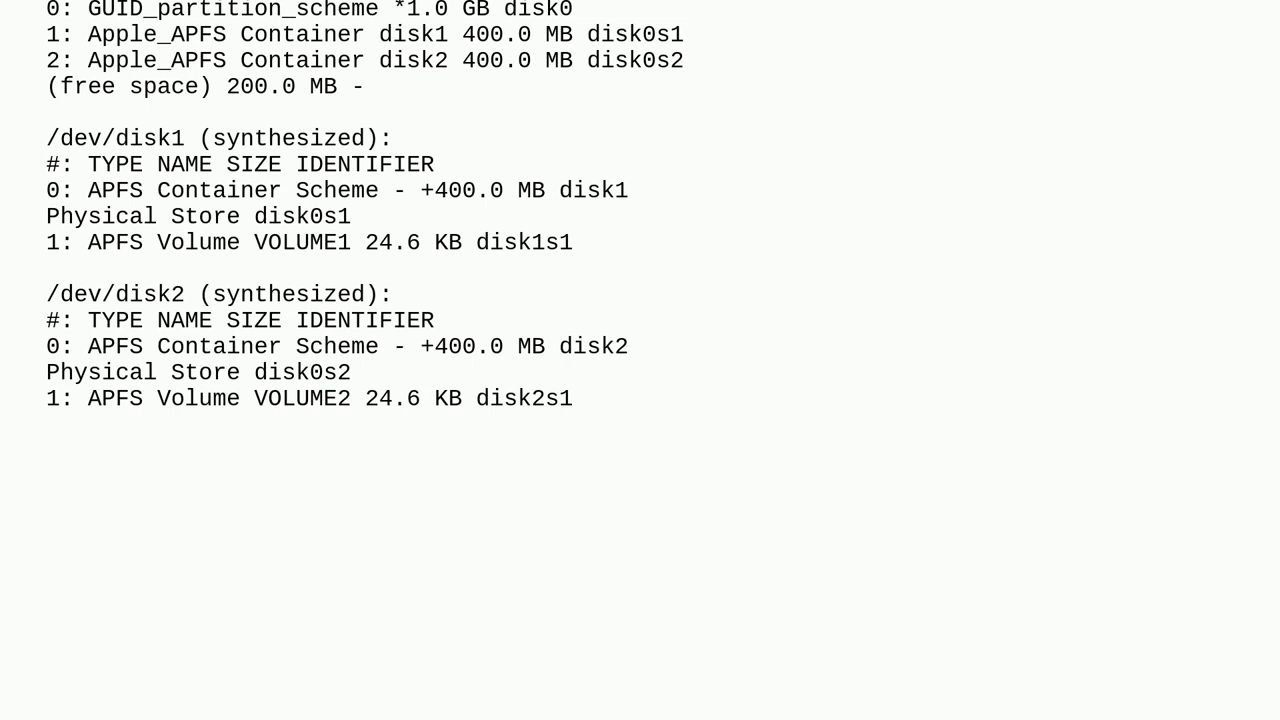 0: GUID_partition_scheme *1.0 GB disk0
1: Apple_APFS Container disk1 400.0 MB disk0s1
2: Apple_APFS Container disk2 400.0 MB disk0s2
(free space) 200.0 MB -

/dev/disk1 (synthesized):
#: TYPE NAME SIZE IDENTIFIER
0: APFS Container Scheme - +400.0 MB disk1
Physical Store disk0s1
1: APFS Volume VOLUME1 24.6 KB disk1s1

/dev/disk2 (synthesized):
#: TYPE NAME SIZE IDENTIFIER
0: APFS Container Scheme - +400.0 MB disk2
Physical Store disk0s2
1: APFS Volume VOLUME2 24.6 KB disk2s1